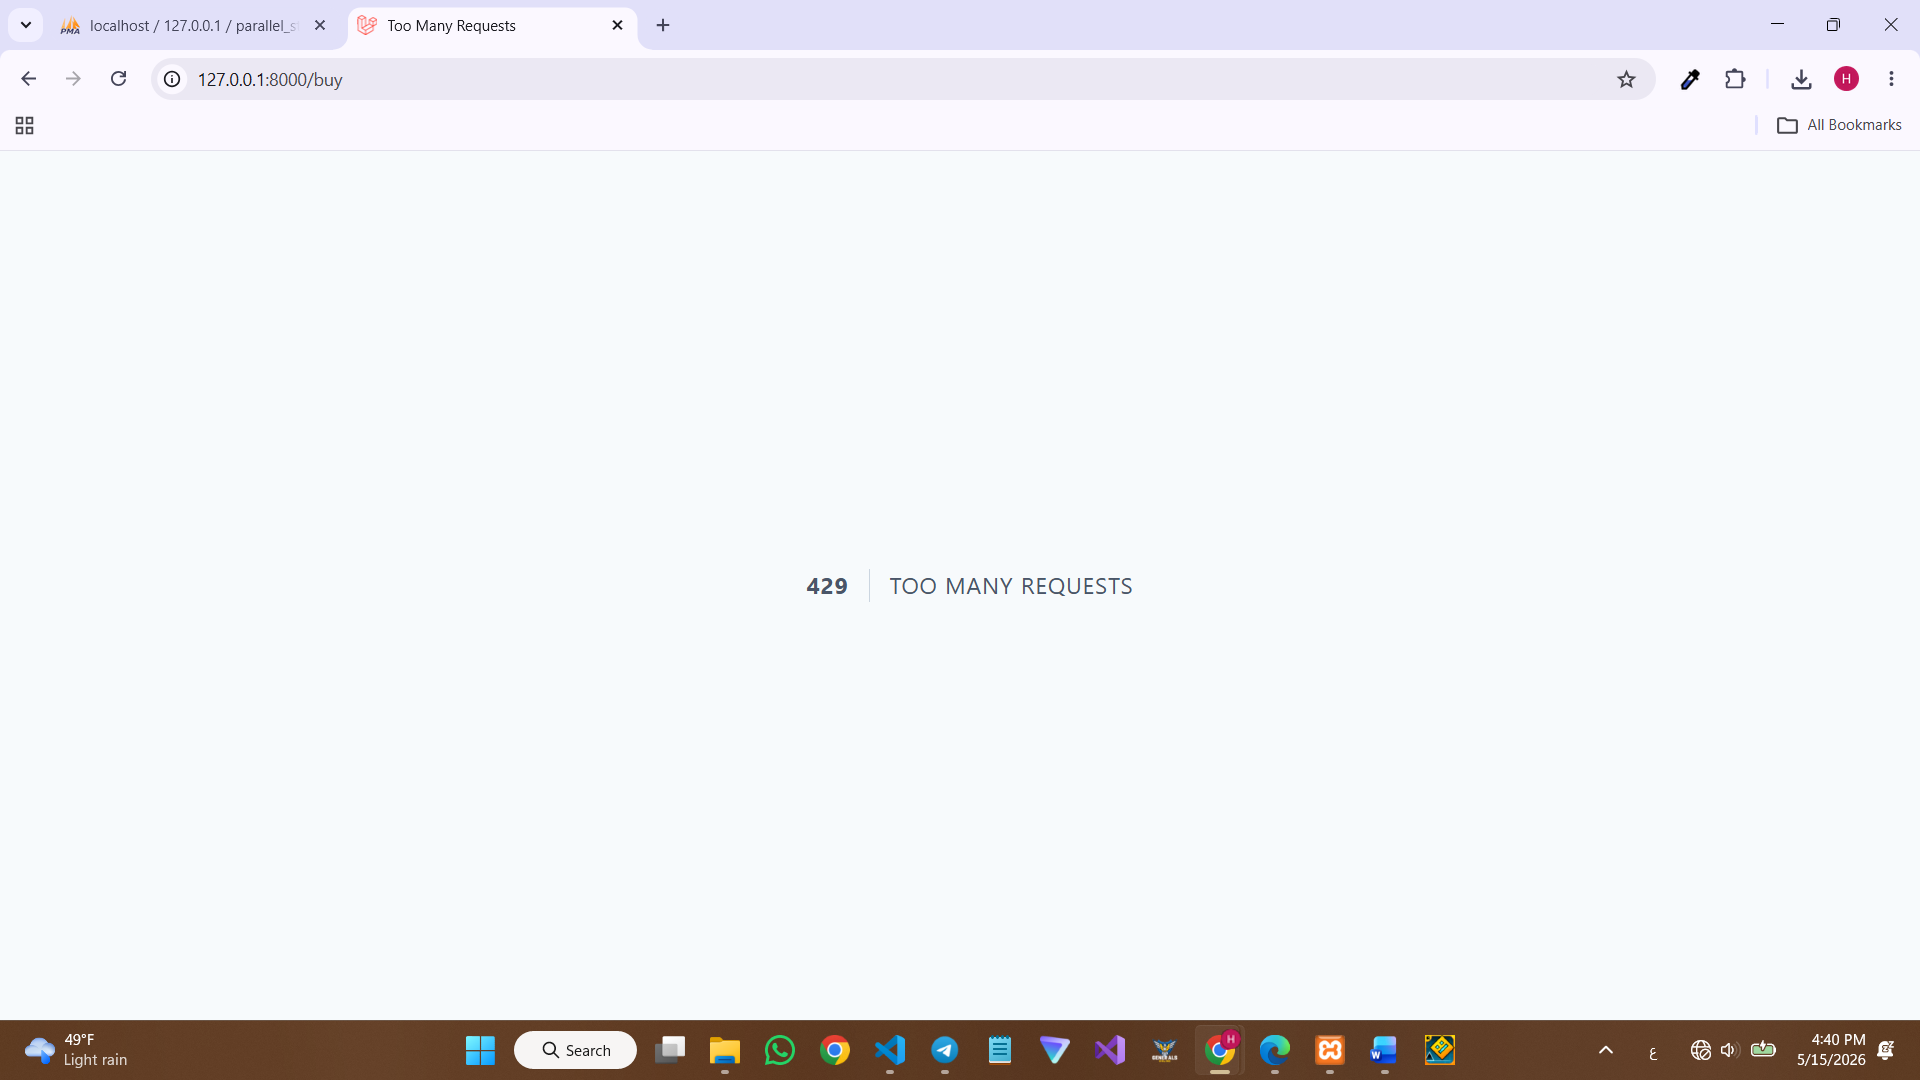 localhost / 127.0.0.1 / parallel_s
Too Many Requests
127.0.0.1:8000/buy
All Bookmarks
429
TOO MANY REQUESTS
49°F
Light rain
Search
GENERALS
ع
4:40 PM
5/15/2026